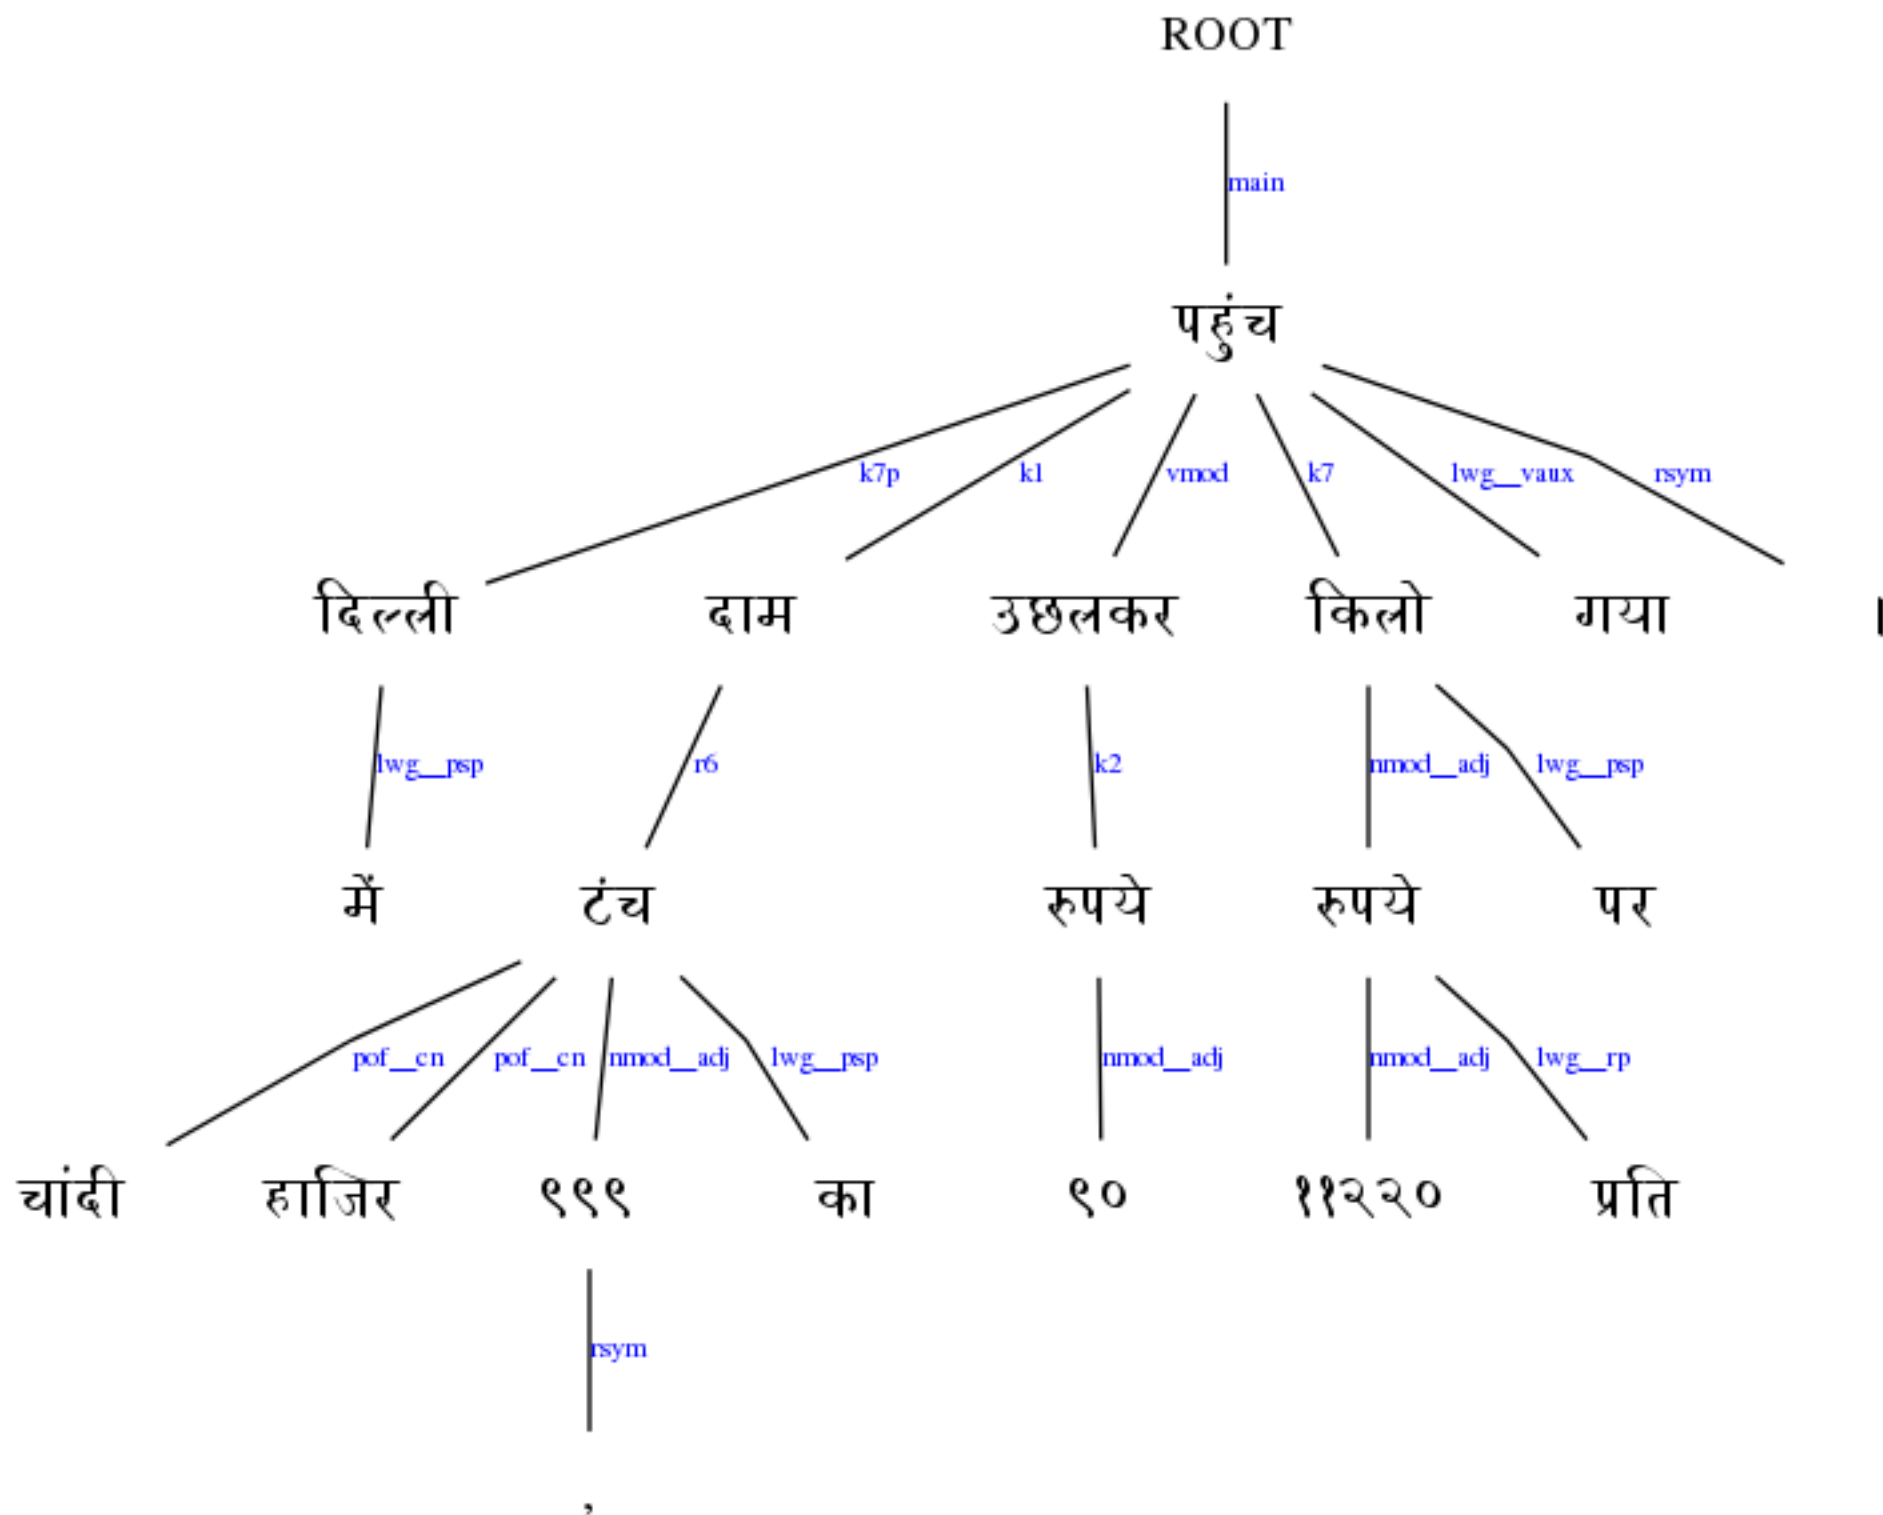 ROOT
main
पहुंच
k7p k1 vmod k7 lwg__vaux rsym
दिल्ली दाम उछलकर किलो गया ।
lwg__psp r6 k2 nmod__adj lwg__psp
में टंच रुपये रुपये पर
pof__cn pof__cn nmod__adj lwg__psp nmod__adj nmod__adj lwg__rp
चांदी हाजिर ९९९ का ९० ११२२० प्रति
rsym
,